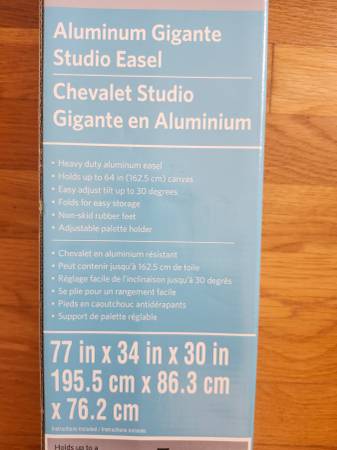 Aluminum Gigante
Studio Easel
Chevalet Studio
Gigante en Aluminium
• Heavy duty aluminum easel
• Holds up to 64 in (162.5 cm) canvas
• Easy adjust tilt up to 30 degrees
• Folds for easy storage
• Non-skid rubber feet
• Adjustable palette holder
• Chevalet en aluminium résistant
• Peut contenir jusqu'à 162.5 cm de toile
• Réglage facile de l'inclinaison jusqu'à 30 degrés
• Se plie pour un rangement facile
• Pieds en caoutchouc antidérapants
• Support de palette réglable
77 in x 34 in x 30 in
195.5 cm x 86.3 cm
x 76.2 cm
Instructions included / Instructions incluses
Holds up to a